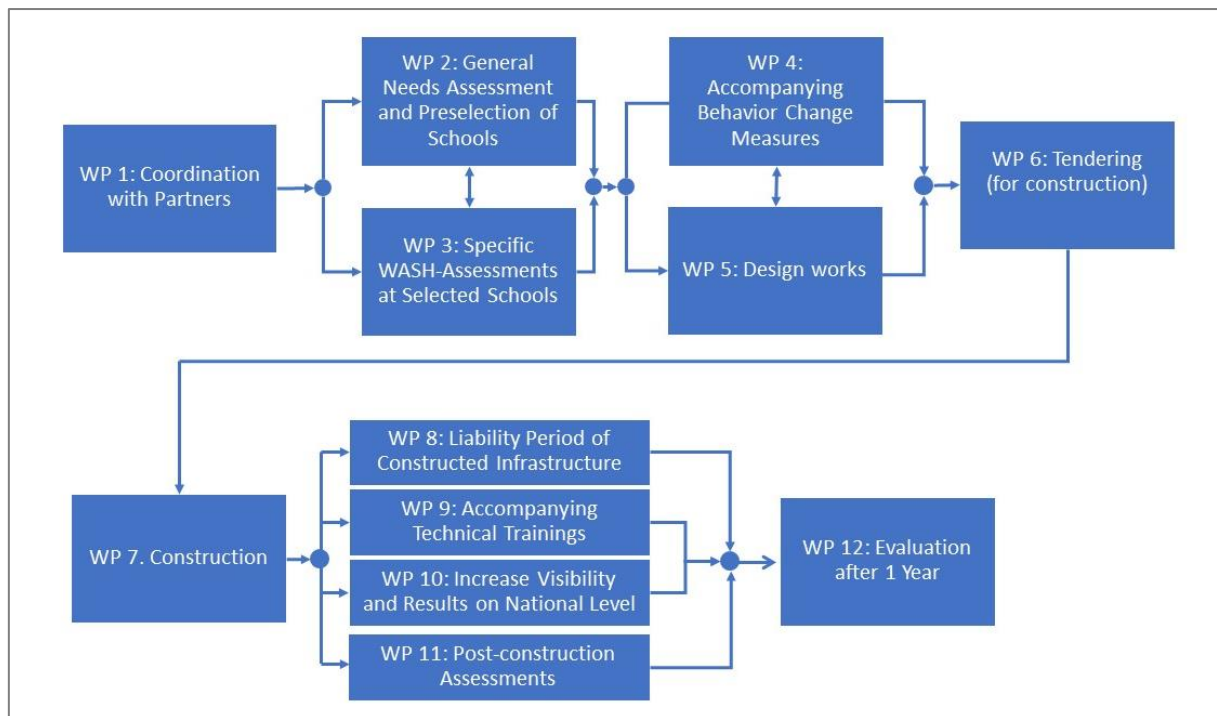 WP 1: Coordination
with Partners
WP 2: General
Needs Assessment
and Preselection of
Schools
WP 3: Specific
WASH-Assessments
at Selected Schools
WP 4:
Accompanying
Behavior Change
Measures
WP 5: Design works
WP 6: Tendering
(for construction)
WP 7. Construction
WP 8: Liability Period of
Constructed Infrastructure
WP 9: Accompanying
Technical Trainings
WP 10: Increase Visibility
and Results on National Level
WP 11: Post-construction
Assessments
WP 12: Evaluation
after 1 Year